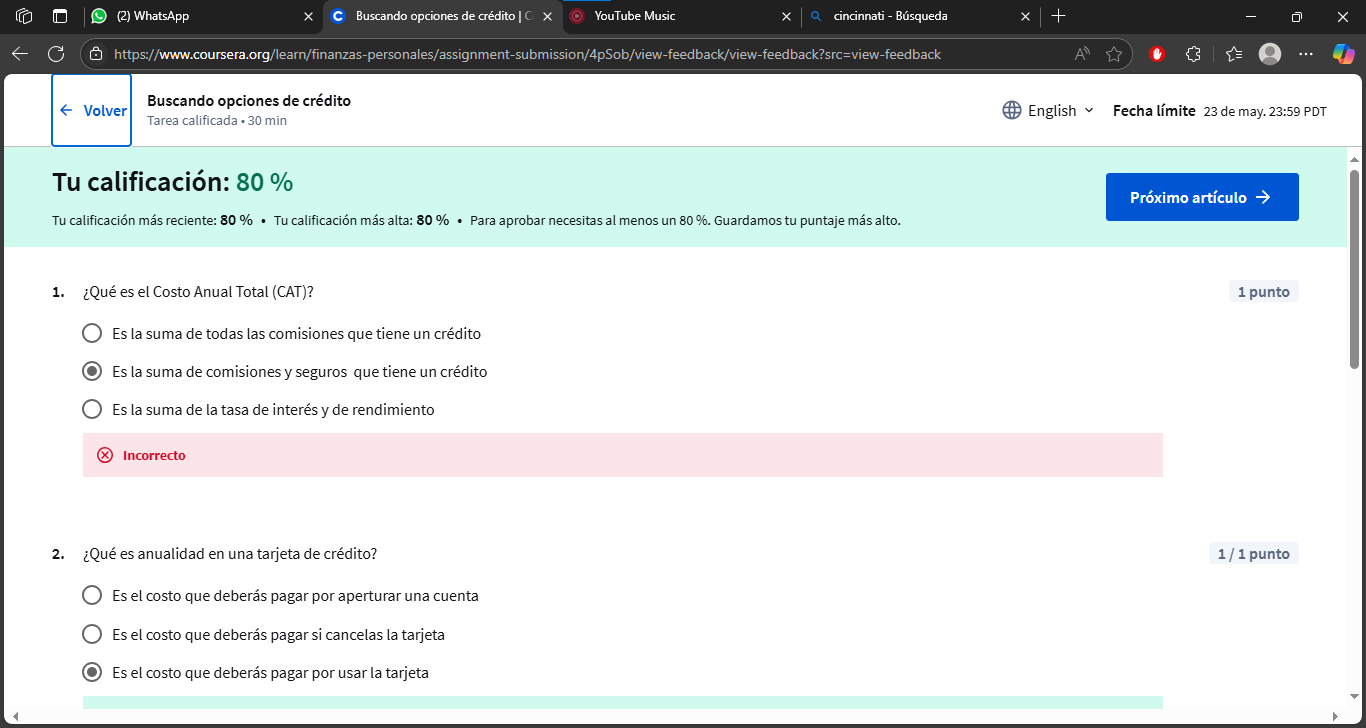 (2) WhatsApp
Buscando opciones de crédito | C
YouTube Music
cincinnati - Búsqueda
https://www.coursera.org/learn/finanzas-personales/assignment-submission/4pSob/view-feedback/view-feedback?src=view-feedback
Volver
Buscando opciones de crédito
Tarea calificada • 30 min
English
Fecha límite 23 de may. 23:59 PDT
Tu calificación: 80 %
Tu calificación más reciente: 80 % • Tu calificación más alta: 80 % • Para aprobar necesitas al menos un 80 %. Guardamos tu puntaje más alto.
Próximo artículo
1. ¿Qué es el Costo Anual Total (CAT)?
1 punto
Es la suma de todas las comisiones que tiene un crédito
Es la suma de comisiones y seguros que tiene un crédito
Es la suma de la tasa de interés y de rendimiento
Incorrecto
2. ¿Qué es anualidad en una tarjeta de crédito?
1 / 1 punto
Es el costo que deberás pagar por aperturar una cuenta
Es el costo que deberás pagar si cancelas la tarjeta
Es el costo que deberás pagar por usar la tarjeta